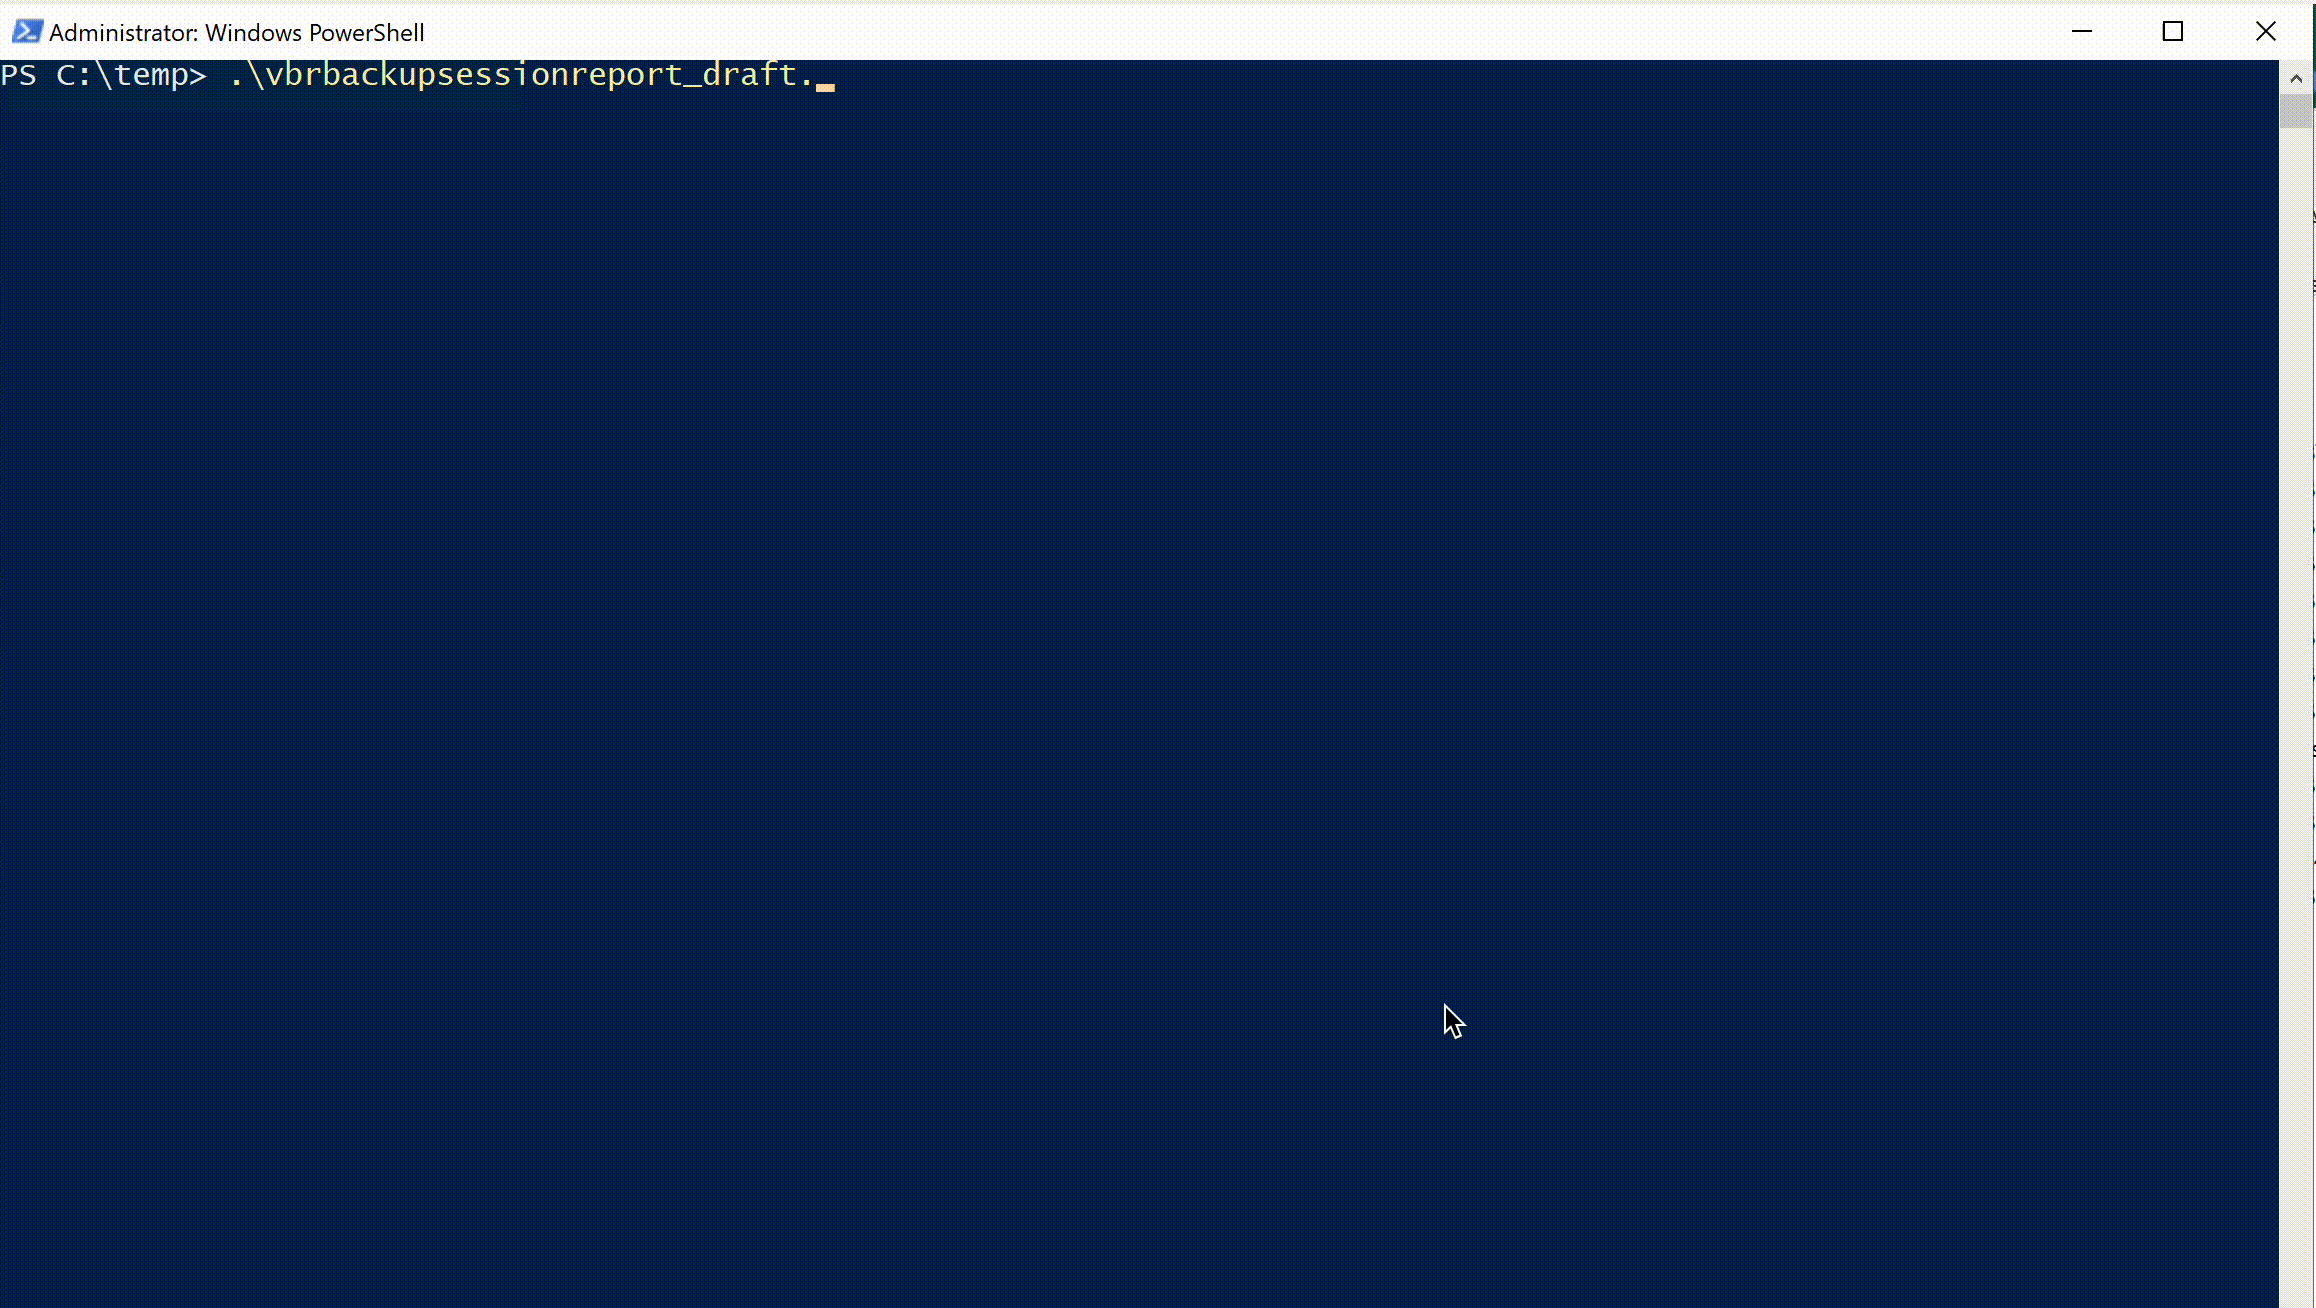 Administrator: Windows PowerShell
PS C:\temp> .\vbrbackupsessionreport_draft.